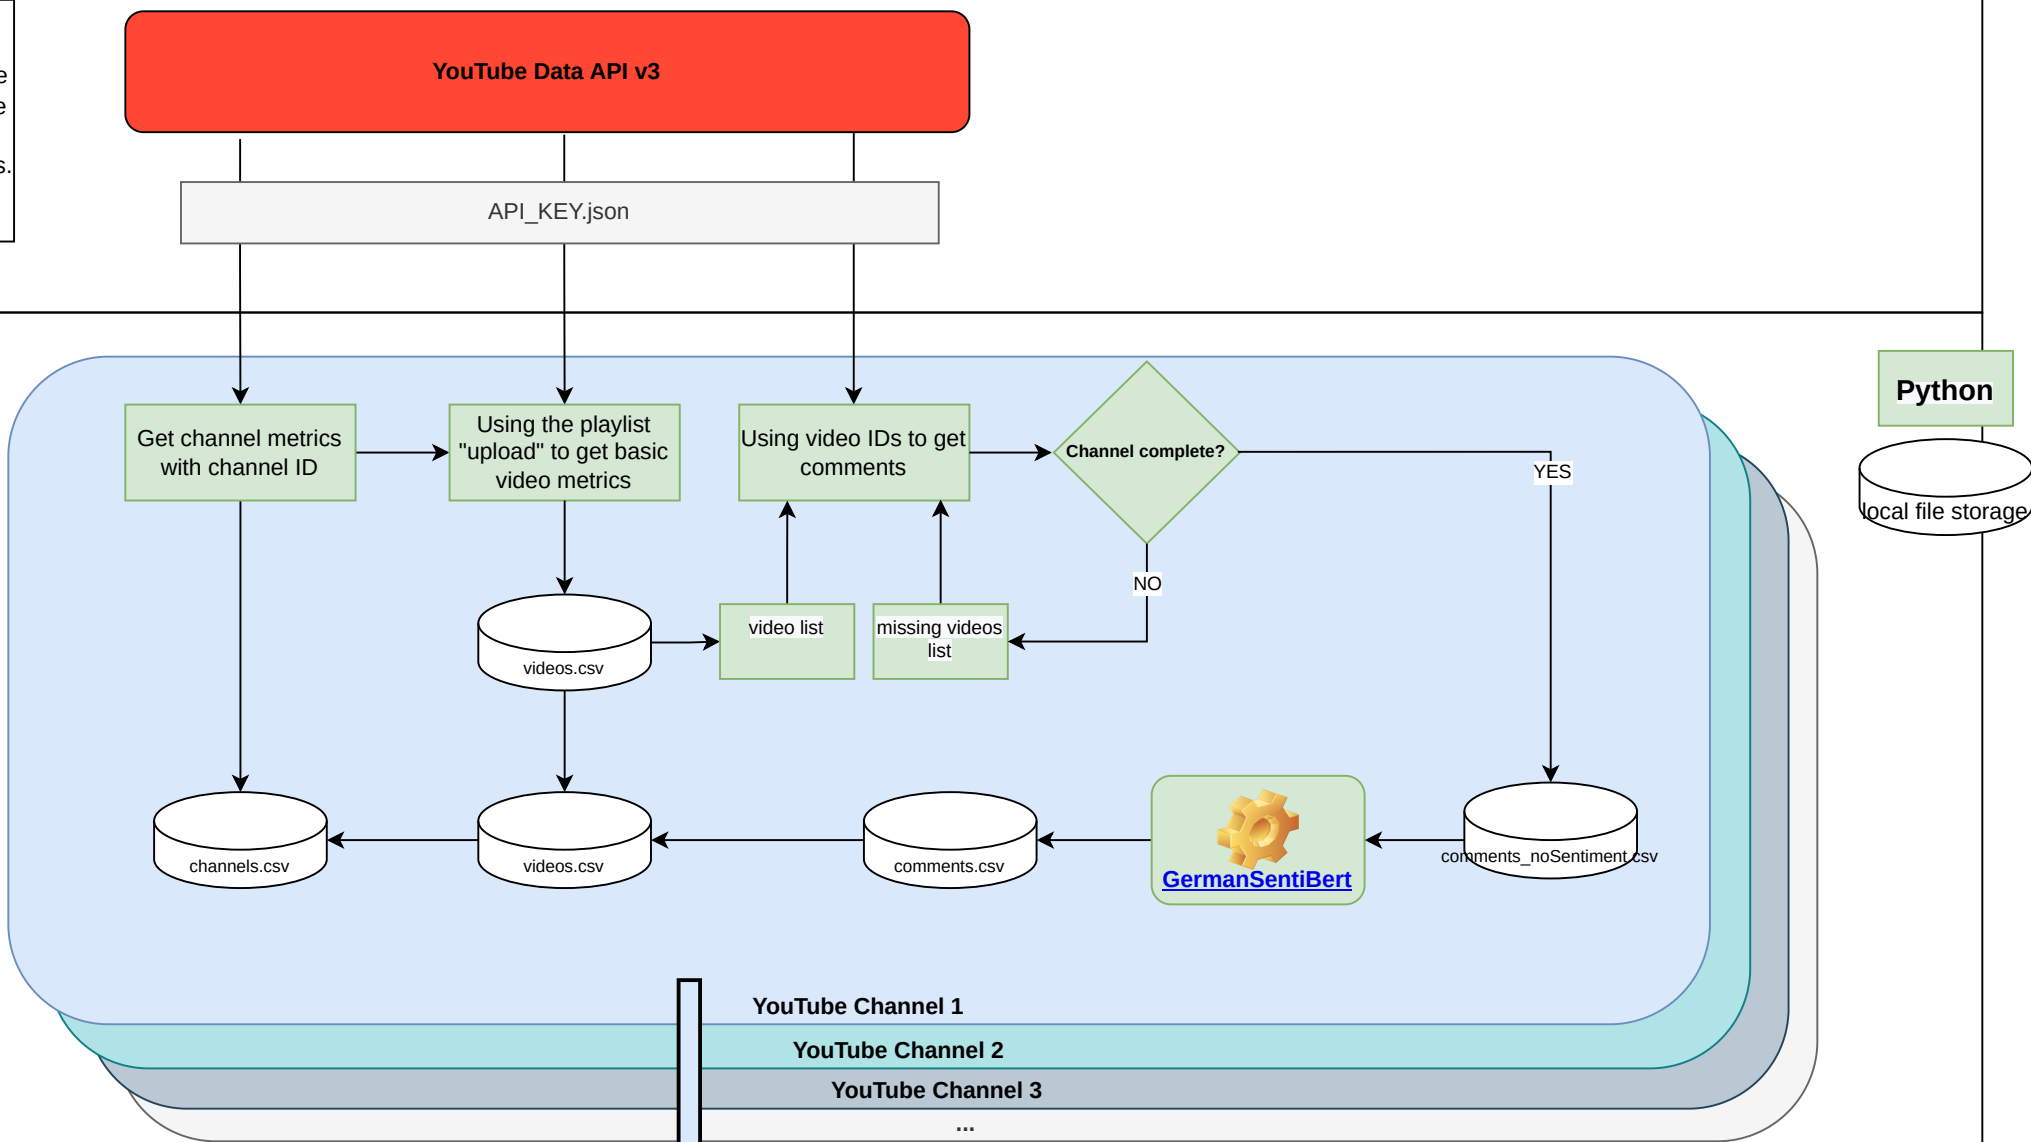 YouTube Data API v3
API_KEY.json
Get channel metrics
with channel ID
Using the playlist
"upload" to get basic
video metrics
Using video IDs to get
comments
Channel complete?
YES
NO
Python
local file storage
videos.csv
video list
missing videos
list
channels.csv
videos.csv
comments.csv
GermanSentiBert
comments_noSentiment.csv
YouTube Channel 1
YouTube Channel 2
YouTube Channel 3
...